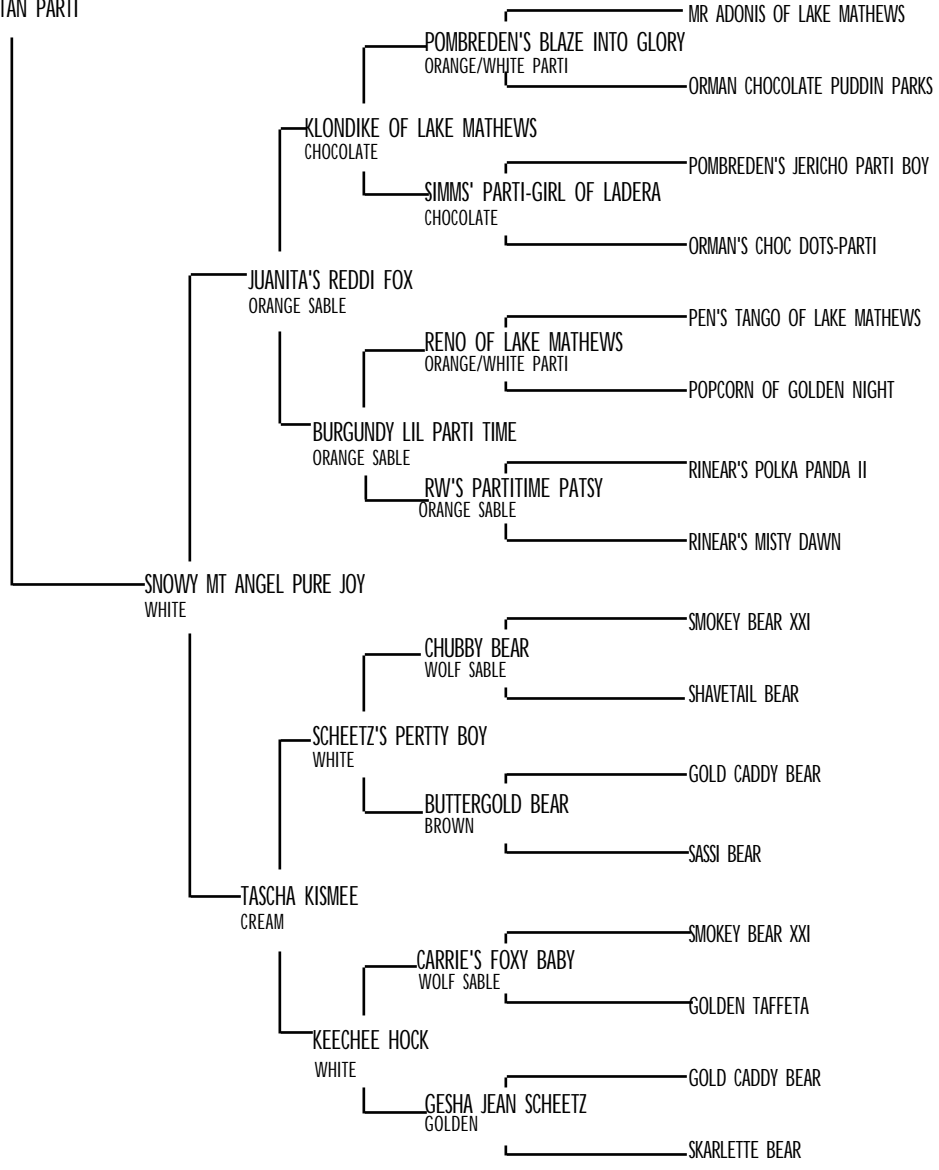 TAN PARTI
MR ADONIS OF LAKE MATHEWS
POMBREDEN'S BLAZE INTO GLORY
ORANGE/WHITE PARTI
ORMAN CHOCOLATE PUDDIN PARKS
KLONDIKE OF LAKE MATHEWS
CHOCOLATE
POMBREDEN'S JERICHO PARTI BOY
SIMMS' PARTI-GIRL OF LADERA
CHOCOLATE
ORMAN'S CHOC DOTS-PARTI
JUANITA'S REDDI FOX
ORANGE SABLE
PEN'S TANGO OF LAKE MATHEWS
RENO OF LAKE MATHEWS
ORANGE/WHITE PARTI
POPCORN OF GOLDEN NIGHT
BURGUNDY LIL PARTI TIME
ORANGE SABLE
RINEAR'S POLKA PANDA II
RW'S PARTITIME PATSY
ORANGE SABLE
RINEAR'S MISTY DAWN
SNOWY MT ANGEL PURE JOY
WHITE
SMOKEY BEAR XXI
CHUBBY BEAR
WOLF SABLE
SHAVETAIL BEAR
SCHEETZ'S PERTTY BOY
WHITE
GOLD CADDY BEAR
BUTTERGOLD BEAR
BROWN
SASSI BEAR
TASCHA KISMEE
CREAM
SMOKEY BEAR XXI
CARRIE'S FOXY BABY
WOLF SABLE
GOLDEN TAFFETA
KEECHEE HOCK
WHITE
GOLD CADDY BEAR
GESHA JEAN SCHEETZ
GOLDEN
SKARLETTE BEAR